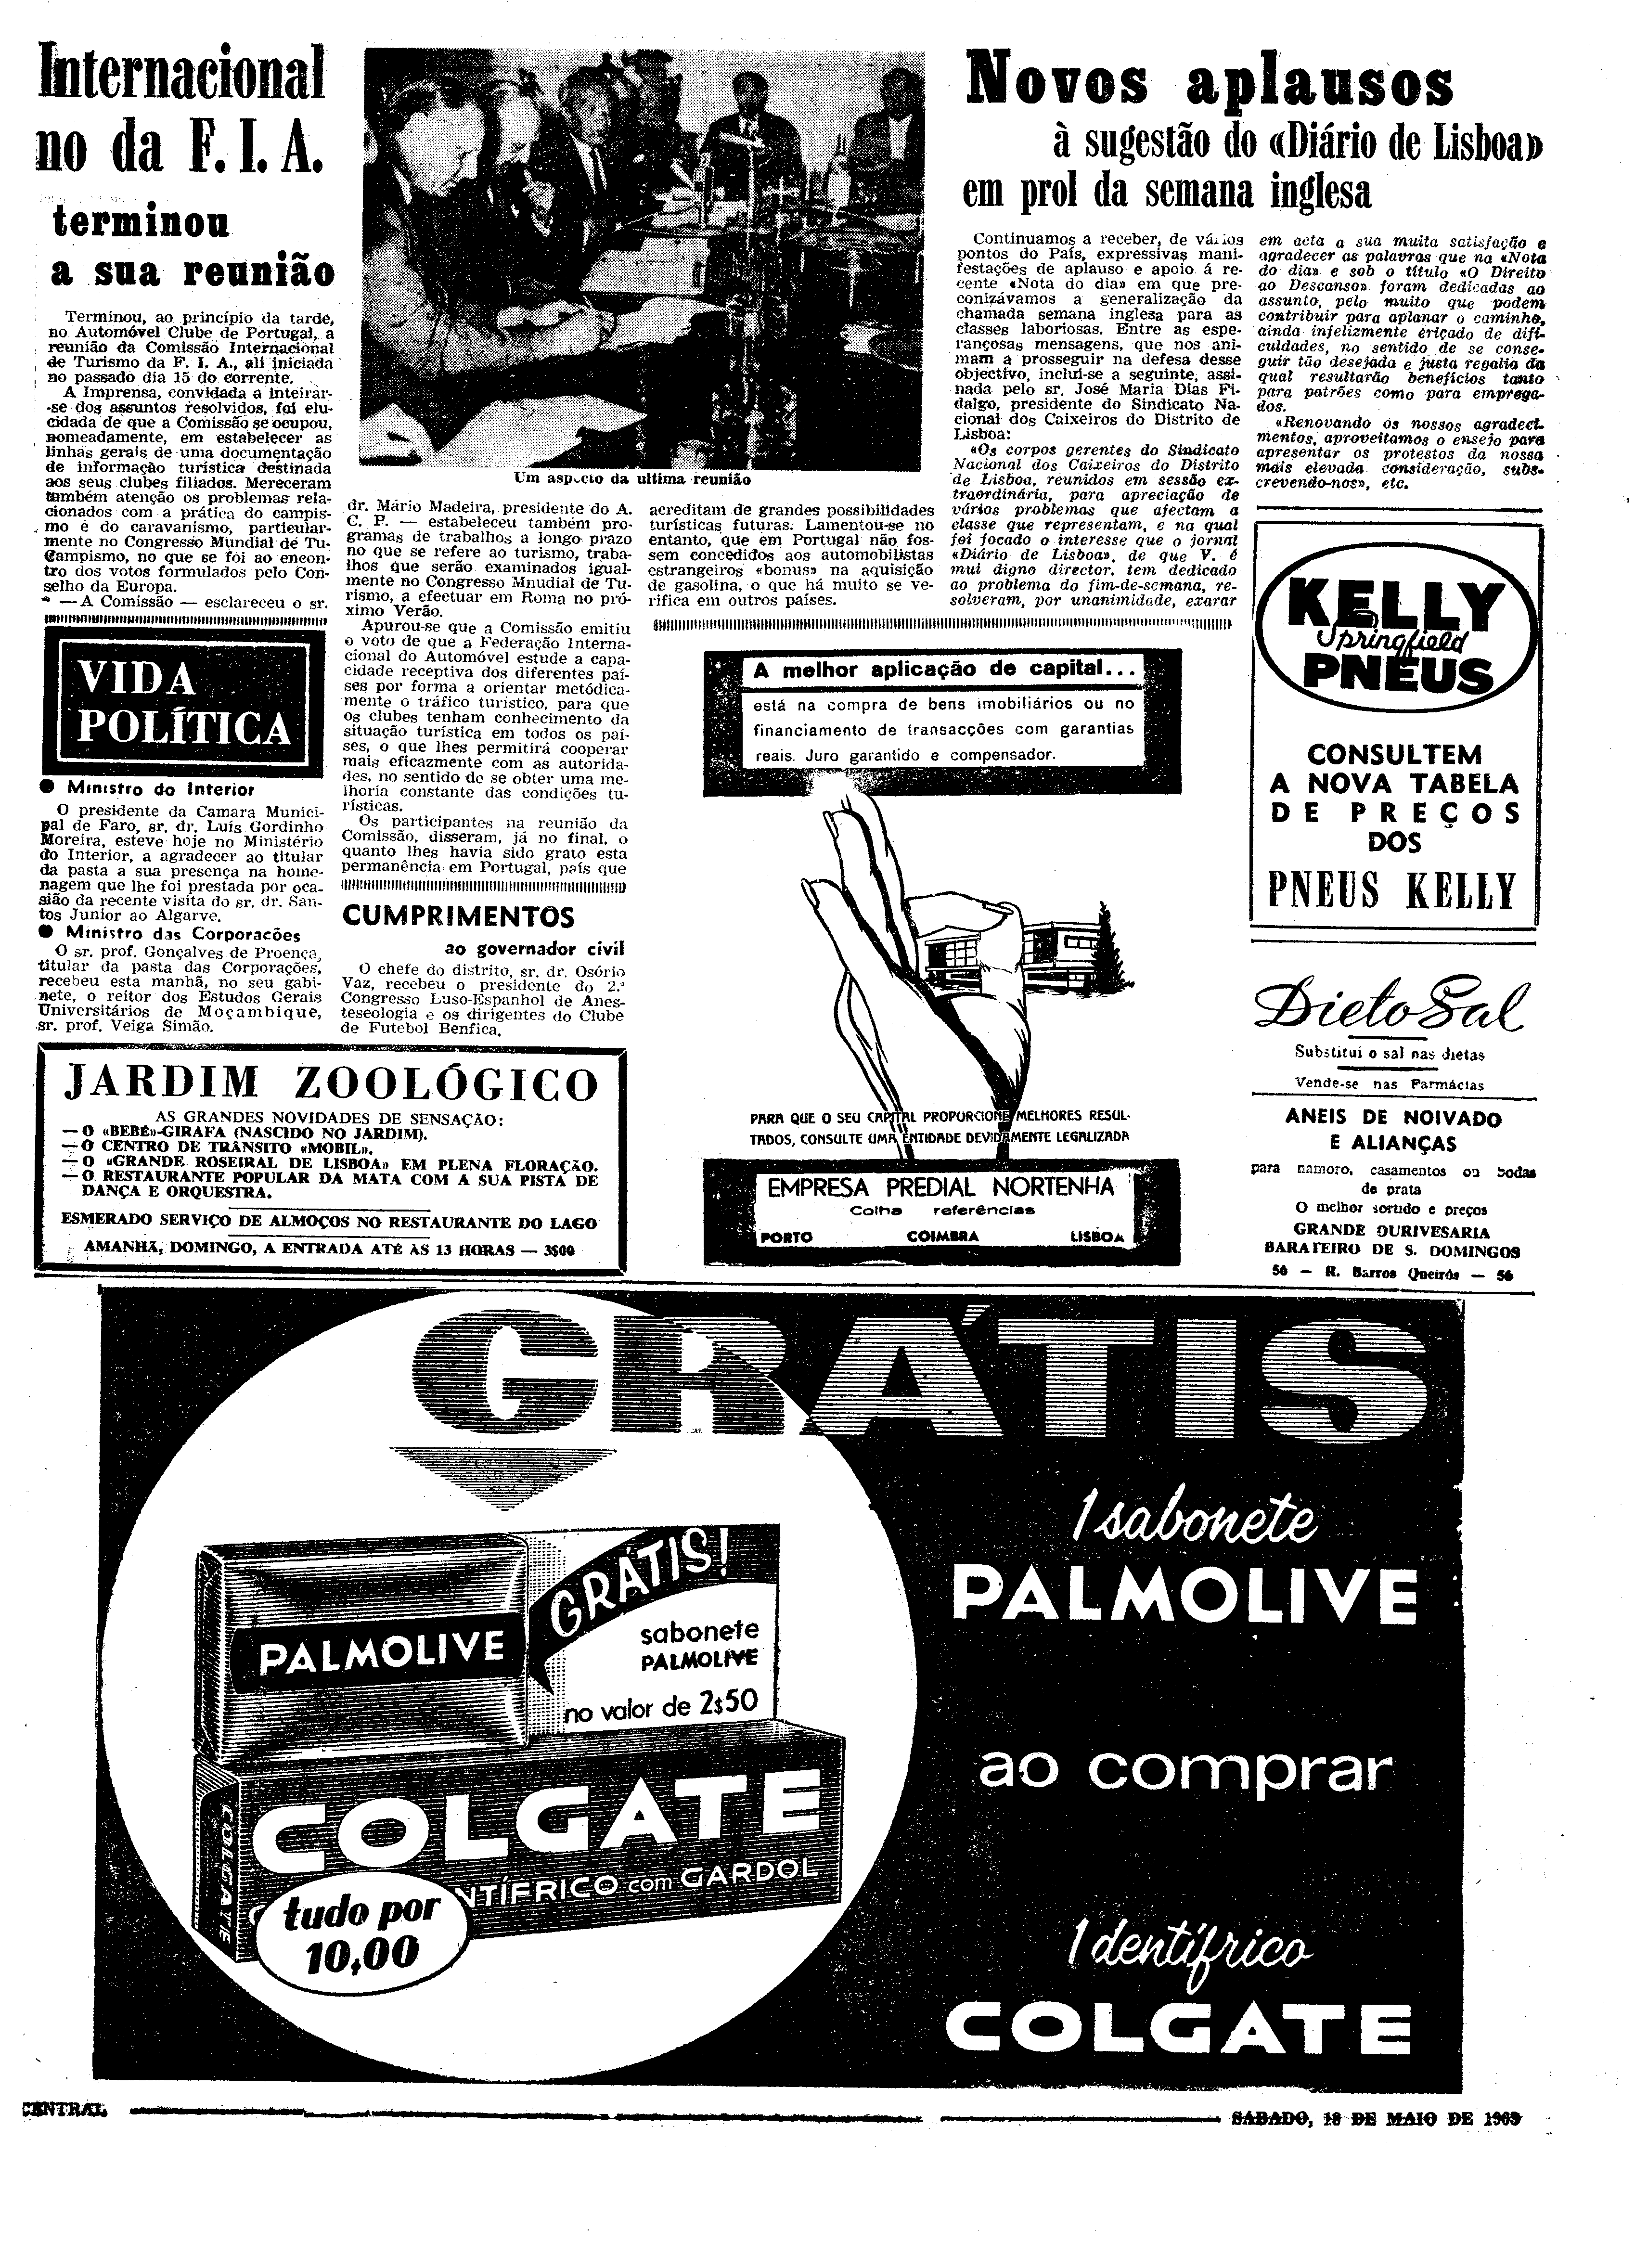 Internacional
no da F. I. A.
terminou
a sua reunião
Terminou, ao princípio da tarde,
no Automóvel Clube de Portugal, a
reunião da Comissão Internacional
de Turismo da F. I. A., ali iniciada
no passado dia 15 do corrente.
A Imprensa, convidada a inteirar-
-se dos assuntos resolvidos, foi elu-
cidada de que a Comissão se ocupou,
nomeadamente, em estabelecer as
linhas gerais de uma documentação
de informação turística destinada
aos seus clubes filiados. Mereceram
também atenção os problemas rela-
cionados com a prática do campis-
mo e do caravanismo, particular-
mente no Congresso Mundial de Tu-
Campismo, no que se foi ao encon-
tro dos votos formulados pelo Con-
selho da Europa.
— A Comissão — esclareceu o sr.
Um aspecto da ultima reunião
dr. Mário Madeira, presidente do A.
C. P. — estabeleceu também pro-
gramas de trabalhos a longo prazo
no que se refere ao turismo, traba-
lhos que serão examinados igual-
mente no Congresso Mnudial de Tu-
rismo, a efectuar em Roma no pró-
ximo Verão.
Apurou-se que a Comissão emitiu
o voto de que a Federação Interna-
cional do Automóvel estude a capa-
cidade receptiva dos diferentes paí-
ses por forma a orientar metódica-
mente o tráfico turístico, para que
os clubes tenham conhecimento da
situação turística em todos os paí-
ses, o que lhes permitirá cooperar
mais eficazmente com as autorida-
des, no sentido de se obter uma me-
lhoria constante das condições tu-
rísticas.
Os participantes na reunião da
Comissão, disseram, já no final, o
quanto lhes havia sido grato esta
permanência em Portugal, país que
acreditam de grandes possibilidades
turísticas futuras. Lamentou-se no
entanto, que em Portugal não fos-
sem concedidos aos automobilistas
estrangeiros «bonus» na aquisição
de gasolina, o que há muito se ve-
rifica em outros países.
Novos aplausos
à sugestão do «Diário de Lisboa»
em prol da semana inglesa
Continuamos a receber, de vários
pontos do País, expressivas mani-
festações de aplauso e apoio á re-
cente «Nota do dia» em que pre-
conizávamos a generalização da
chamada semana inglesa para as
classes laboriosas. Entre as espe-
rançosas mensagens, que nos ani-
mam a prosseguir na defesa desse
objectivo, inclui-se a seguinte, assi-
nada pelo sr. José Maria Dias Fi-
dalgo, presidente do Sindicato Na-
cional dos Caixeiros do Distrito de
Lisboa:
«Os corpos gerentes do Sindicato
Nacional dos Caixeiros do Distrito
de Lisboa, reunidos em sessão ex-
traordinária, para apreciação de
vários problemas que afectam a
classe que representam, e na qual
foi focado o interesse que o jornal
«Diário de Lisboa», de que V. é
mui digno director, tem dedicado
ao problema do fim-de-semana, re-
solveram, por unanimidade, exarar
em acta a sua muita satisfação e
agradecer as palavras que na «Nota
do dia» e sob o título «O Direito
ao Descanso» foram dedicadas ao
assunto, pelo muito que podem
contribuir para aplanar o caminho,
ainda infelizmente eriçado de difi-
culdades, no sentido de se conse-
guir tão desejada e justa regalia da
qual resultarão benefícios tanto
para patrões como para emprega-
dos.
«Renovando os nossos agradeci-
mentos, aproveitamos o ensejo para
apresentar os protestos da nossa
mais elevada consideração, subs-
crevendo-nos», etc.
VIDA
POLÍTICA
● Ministro do Interior
O presidente da Camara Munici-
pal de Faro, sr. dr. Luís Gordinho
Moreira, esteve hoje no Ministério
do Interior, a agradecer ao titular
da pasta a sua presença na home-
nagem que lhe foi prestada por oca-
sião da recente visita do sr. dr. San-
tos Junior ao Algarve.
● Ministro das Corporações
O sr. prof. Gonçalves de Proença,
titular da pasta das Corporações,
recebeu esta manhã, no seu gabi-
nete, o reitor dos Estudos Gerais
Universitários de Moçambique,
sr. prof. Veiga Simão.
CUMPRIMENTOS
ao governador civil
O chefe do distrito, sr. dr. Osório
Vaz, recebeu o presidente do 2.º
Congresso Luso-Espanhol de Anes-
teseologia e os dirigentes do Clube
de Futebol Benfica.
JARDIM ZOOLÓGICO
AS GRANDES NOVIDADES DE SENSAÇÃO:
— O «BEBÉ»-GIRAFA (NASCIDO NO JARDIM).
— O CENTRO DE TRÂNSITO «MOBIL».
— O «GRANDE ROSEIRAL DE LISBOA» EM PLENA FLORAÇÃO.
— O RESTAURANTE POPULAR DA MATA COM A SUA PISTA DE
DANÇA E ORQUESTRA.
ESMERADO SERVIÇO DE ALMOÇOS NO RESTAURANTE DO LAGO
AMANHÃ, DOMINGO, A ENTRADA ATÉ ÀS 13 HORAS — 3$00
A melhor aplicação de capital...
está na compra de bens imobiliários ou no
financiamento de transacções com garantias
reais. Juro garantido e compensador.
PARA QUE O SEU CAPITAL PROPORCIONE MELHORES RESUL-
TADOS, CONSULTE UMA ENTIDADE DEVIDAMENTE LEGALIZADA
EMPRESA PREDIAL NORTENHA
Colha referências
PORTO COIMBRA LISBOA
KELLY
Springfield
PNEUS
CONSULTEM
A NOVA TABELA
DE PREÇOS
DOS
PNEUS KELLY
Dieto Sal
Substitui o sal nas dietas
Vende-se nas Farmácias
ANEIS DE NOIVADO
E ALIANÇAS
para namoro, casamentos ou bodas
de prata
O melhor sortido e preços
GRANDE OURIVESARIA
BARATEIRO DE S. DOMINGOS
56 — R. Barros Queirós — 56
GRÁTIS
1 sabonete
PALMOLIVE
ao comprar
1 dentífrico
COLGATE
PALMOLIVE
GRÁTIS!
sabonete
PALMOLIVE
no valor de 2$50
COLGATE
COLGATE
NTÍFRICO com GARDOL
tudo por
10,00
CENTRAL
SÁBADO, 18 DE MAIO DE 1963